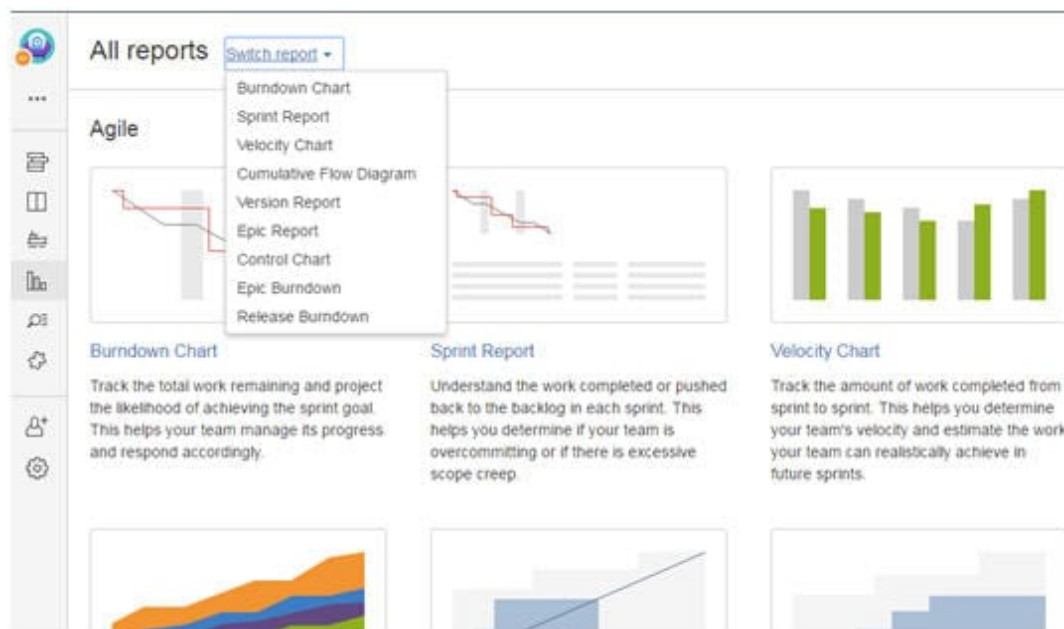 All reports Switch report
Burndown Chart
Sprint Report
Velocity Chart
Cumulative Flow Diagram
Version Report
Epic Report
Control Chart
Epic Burndown
Release Burndown
Agile
Burndown Chart
Track the total work remaining and project
the likelihood of achieving the sprint goal.
This helps your team manage its progress
and respond accordingly.
Sprint Report
Understand the work completed or pushed
back to the backlog in each sprint. This
helps you determine if your team is
overcommitting or if there is excessive
scope creep.
Velocity Chart
Track the amount of work completed from
sprint to sprint. This helps you determine
your team's velocity and estimate the work
your team can realistically achieve in
future sprints.